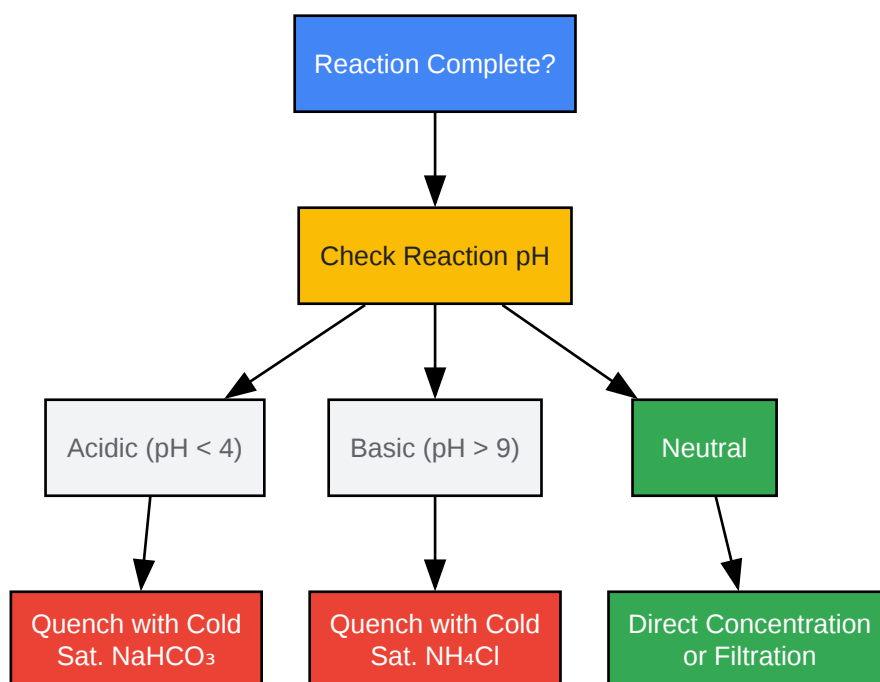 Reaction Complete?
Check Reaction pH
Acidic (pH < 4)
Basic (pH > 9)
Neutral
Quench with Cold
Sat. NaHCO₃
Quench with Cold
Sat. NH₄Cl
Direct Concentration
or Filtration